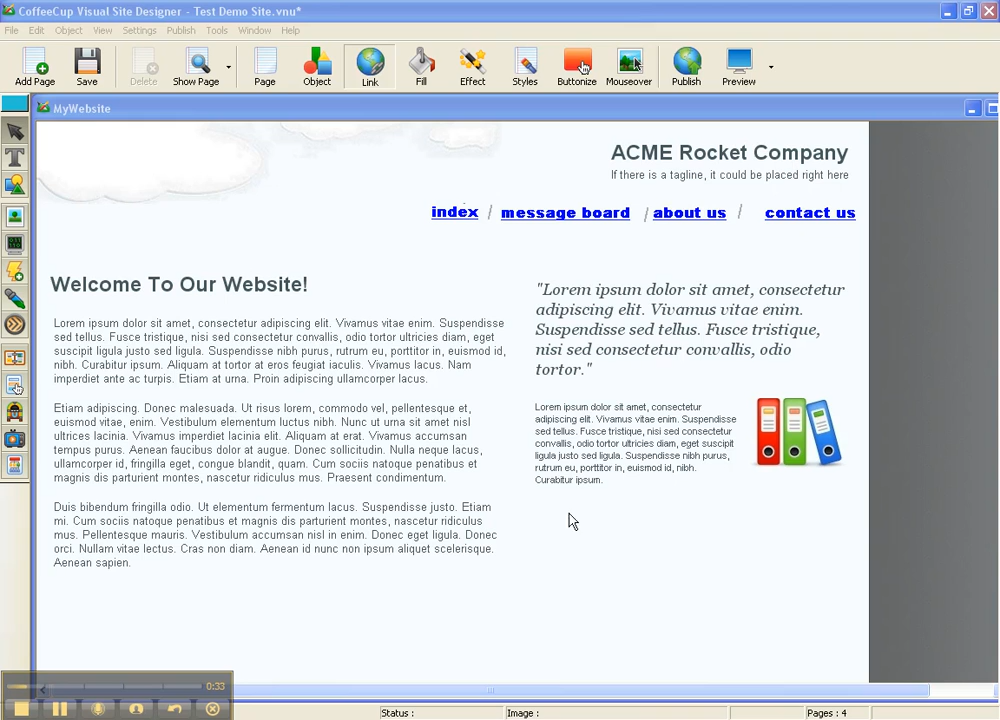 CoffeeCup Visual Site Designer - Test Demo Site.vnu*
File Edit Object View Settings Publish Tools Window Help
Add Page Save Delete Show Page Page Object Link Fill Effect Styles Buttonize Mouseover Publish Preview
MyWebsite
ACME Rocket Company
If there is a tagline, it could be placed right here
index / message board / about us / contact us
Welcome To Our Website!
Lorem ipsum dolor sit amet, consectetur adipiscing elit. Vivamus vitae enim. Suspendisse
sed tellus. Fusce tristique, nisi sed consectetur convallis, odio tortor ultricies diam, eget
suscipit ligula justo sed ligula. Suspendisse nibh purus, rutrum eu, porttitor in, euismod id,
nibh. Curabitur ipsum. Aliquam at tortor at eros feugiat iaculis. Vivamus lacus. Nam
imperdiet ante ac turpis. Etiam at urna. Proin adipiscing ullamcorper lacus.
Etiam adipiscing. Donec malesuada. Ut risus lorem, commodo vel, pellentesque et,
euismod vitae, enim. Vestibulum elementum luctus nibh. Nunc ut urna sit amet nisl
ultrices lacinia. Vivamus imperdiet lacinia elit. Aliquam at erat. Vivamus accumsan
tempus purus. Aenean faucibus dolor at augue. Donec sollicitudin. Nulla neque lacus,
ullamcorper id, fringilla eget, congue blandit, quam. Cum sociis natoque penatibus et
magnis dis parturient montes, nascetur ridiculus mus. Praesent condimentum.
Duis bibendum fringilla odio. Ut elementum fermentum lacus. Suspendisse justo. Etiam
mi. Cum sociis natoque penatibus et magnis dis parturient montes, nascetur ridiculus
mus. Pellentesque mauris. Vestibulum accumsan nisl in enim. Donec eget ligula. Donec
orci. Nullam vitae lectus. Cras non diam. Aenean id nunc non ipsum aliquet scelerisque.
Aenean sapien.
"Lorem ipsum dolor sit amet, consectetur
adipiscing elit. Vivamus vitae enim.
Suspendisse sed tellus. Fusce tristique,
nisi sed consectetur convallis, odio
tortor."
Lorem ipsum dolor sit amet, consectetur
adipiscing elit. Vivamus vitae enim. Suspendisse
sed tellus. Fusce tristique, nisi sed consectetur
convallis, odio tortor ultricies diam, eget suscipit
ligula justo sed ligula. Suspendisse nibh purus,
rutrum eu, porttitor in, euismod id, nibh.
Curabitur ipsum.
0:33
Status : Image : Pages : 4